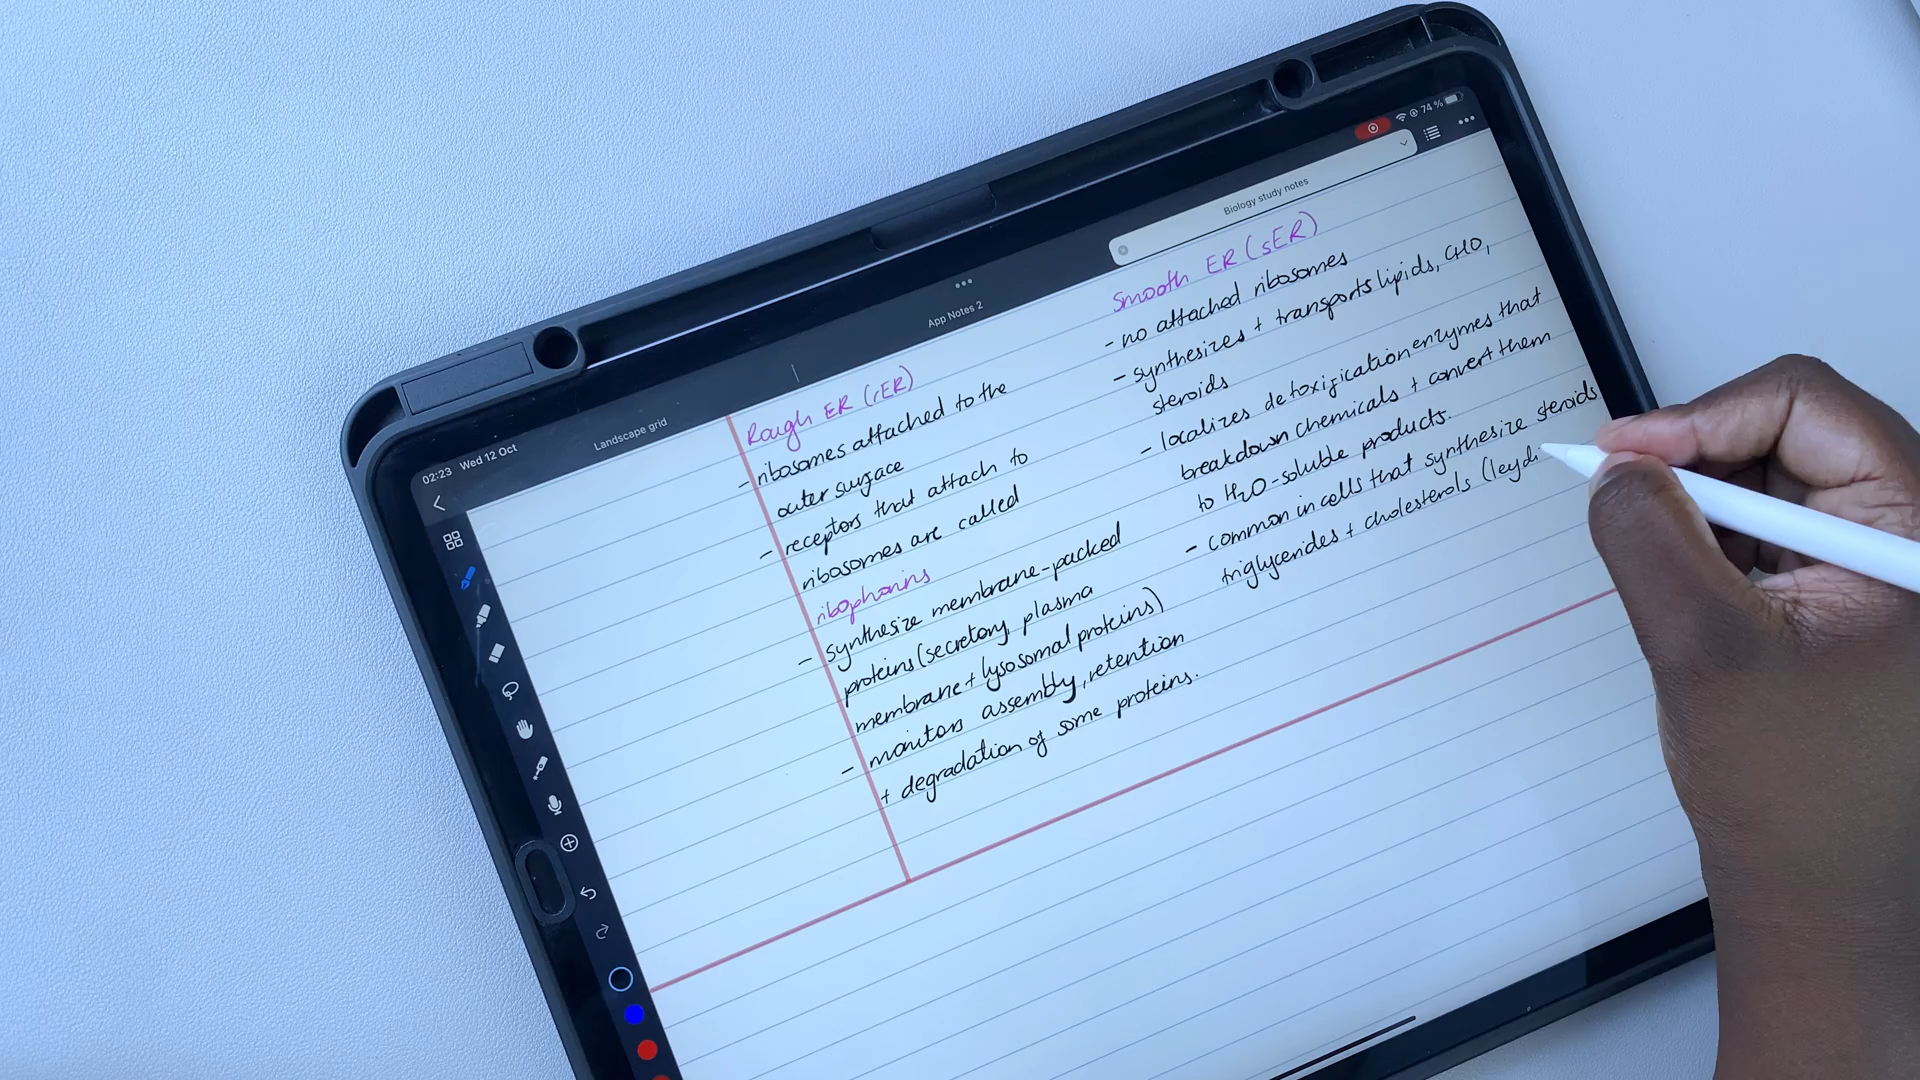 02:23 Wed 12 Oct
74 %
Landscape grid
App Notes 2
Biology study notes
Rough ER (rER)
- ribosomes attached to the
outer surface
- receptors that attach to
ribosomes are called
ribophorins
- synthesize membrane-packed
proteins (secretory, plasma
membrane + lysosomal proteins)
- monitors assembly, retention
+ degradation of some proteins.
Smooth ER (sER)
- no attached ribosomes
- synthesizes + transports lipids, CHO,
steroids
- localizes detoxification enzymes that
breakdown chemicals + convert them
to H2O-soluble products.
- common in cells that synthesize steroids
triglycerides + cholesterols (leydi